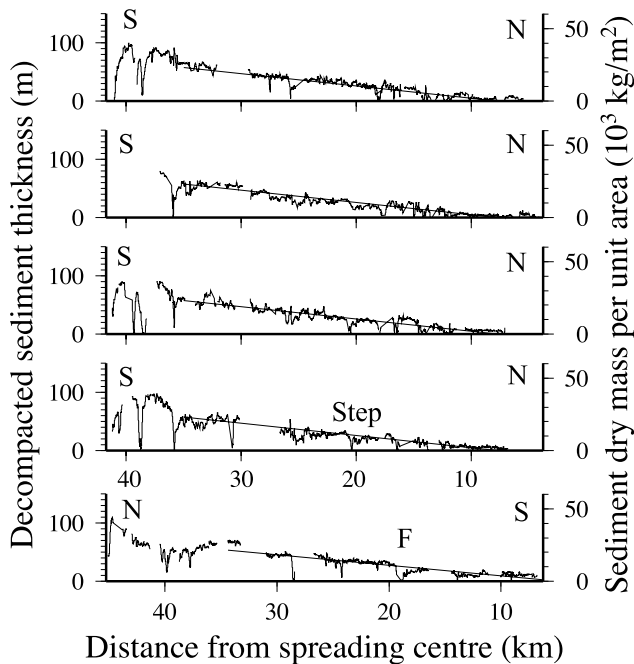 Decompacted sediment thickness (m)
Sediment dry mass per unit area (10³ kg/m²)
S N
100 50
0 0
S N
100 50
0 0
S N
100 50
0 0
S N
100 50
Step
0 0
40 30 20 10
N S
100 50
F
0 0
40 30 20 10
Distance from spreading centre (km)